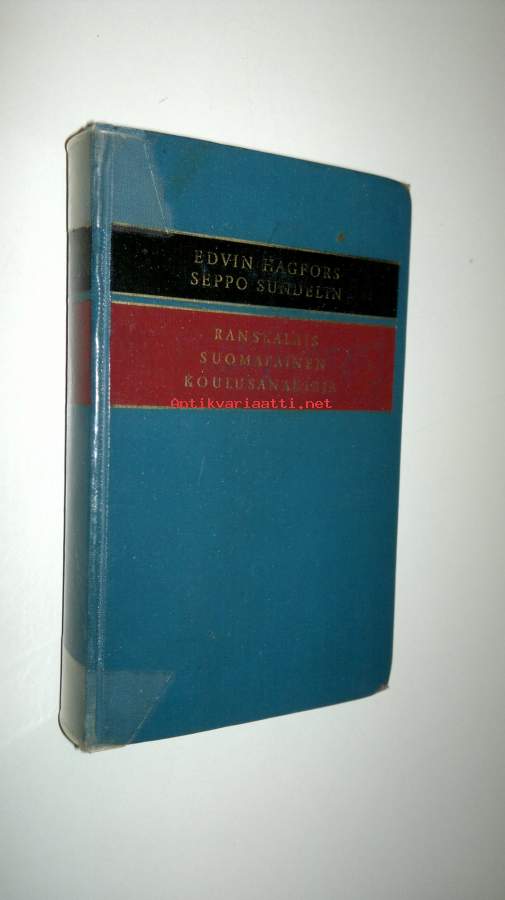 EDVIN HAGFORS
SEPPO SUNDELIN
RANSKALAIS
SUOMALAINEN
KOULUSANAKIRJA
Antikvariaatti.net